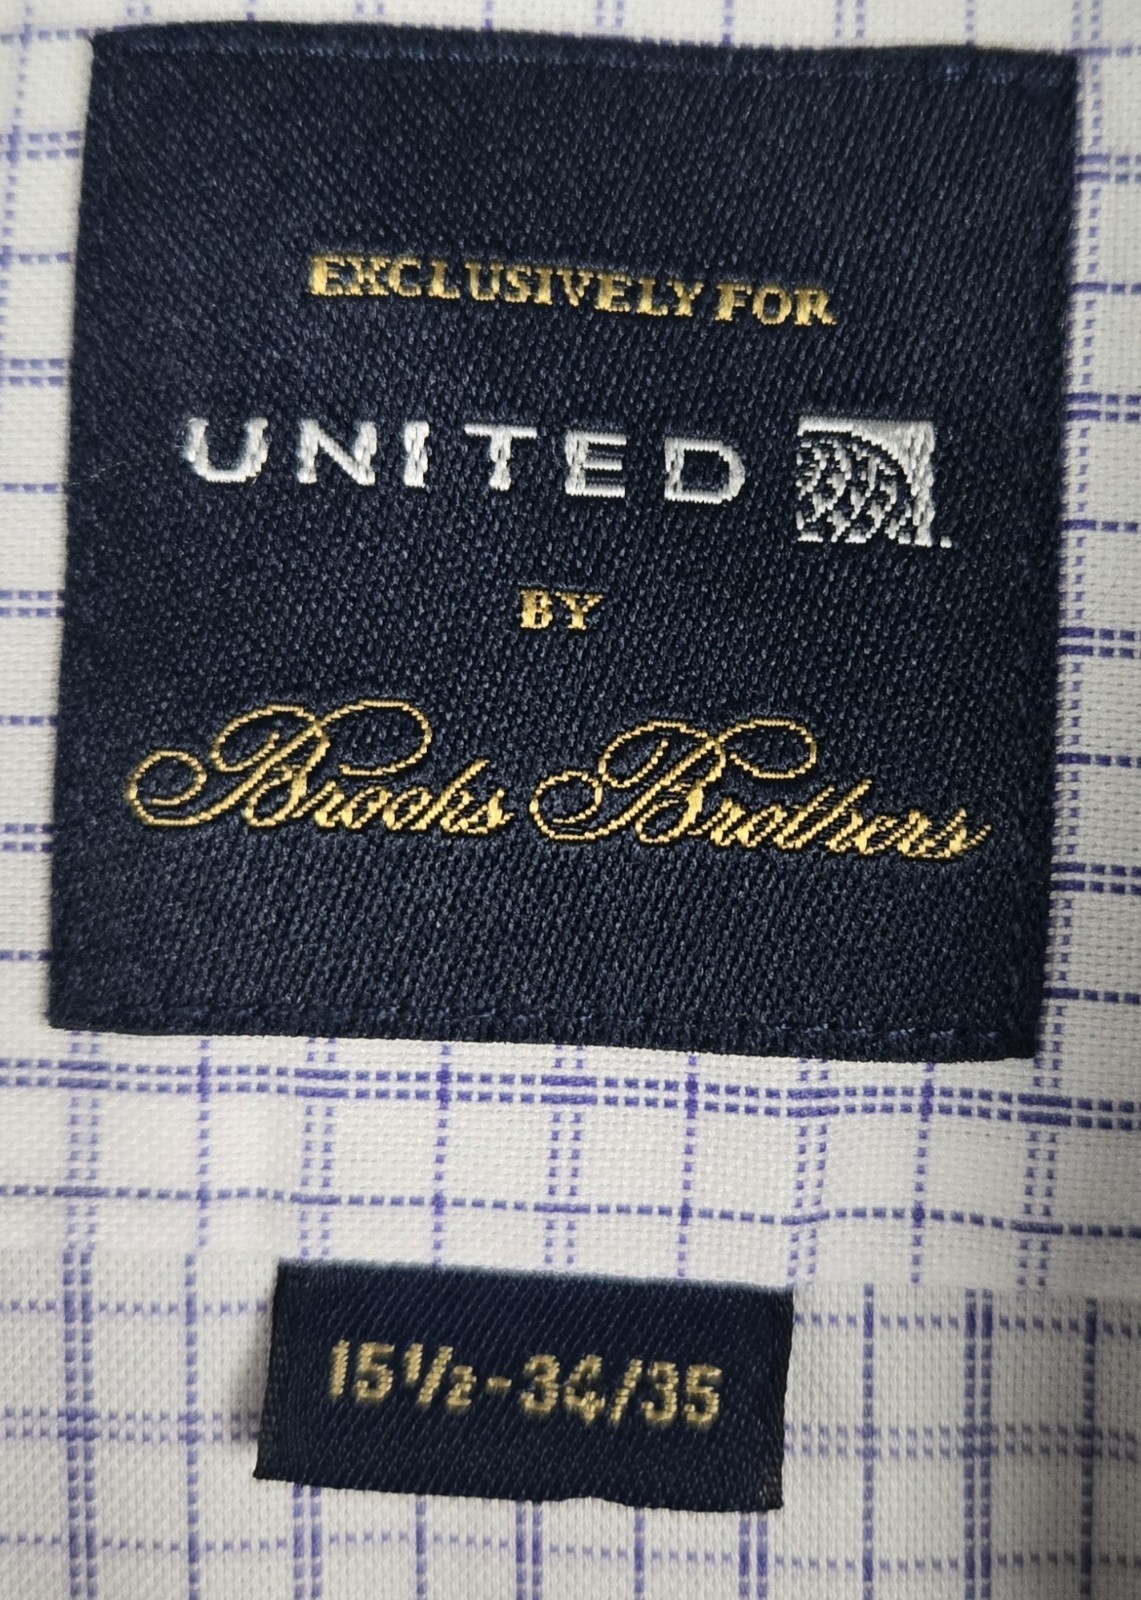 EXCLUSIVELY FOR
UNITED
BY
Brooks Brothers
15½-34/35